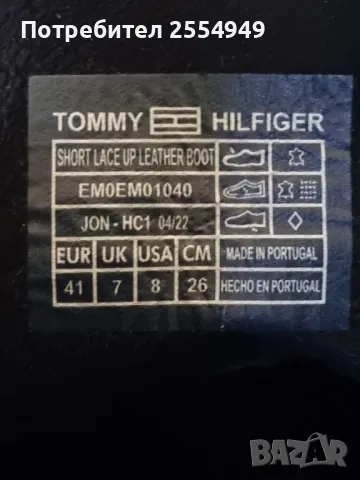 Потребител 2554949
TOMMY HILFIGER
SHORT LACE UP LEATHER BOOT
EM0EM01040
JON - HC1 04/22
EUR UK USA CM MADE IN PORTUGAL
41 7 8 26 HECHO EN PORTUGAL
BAZAR